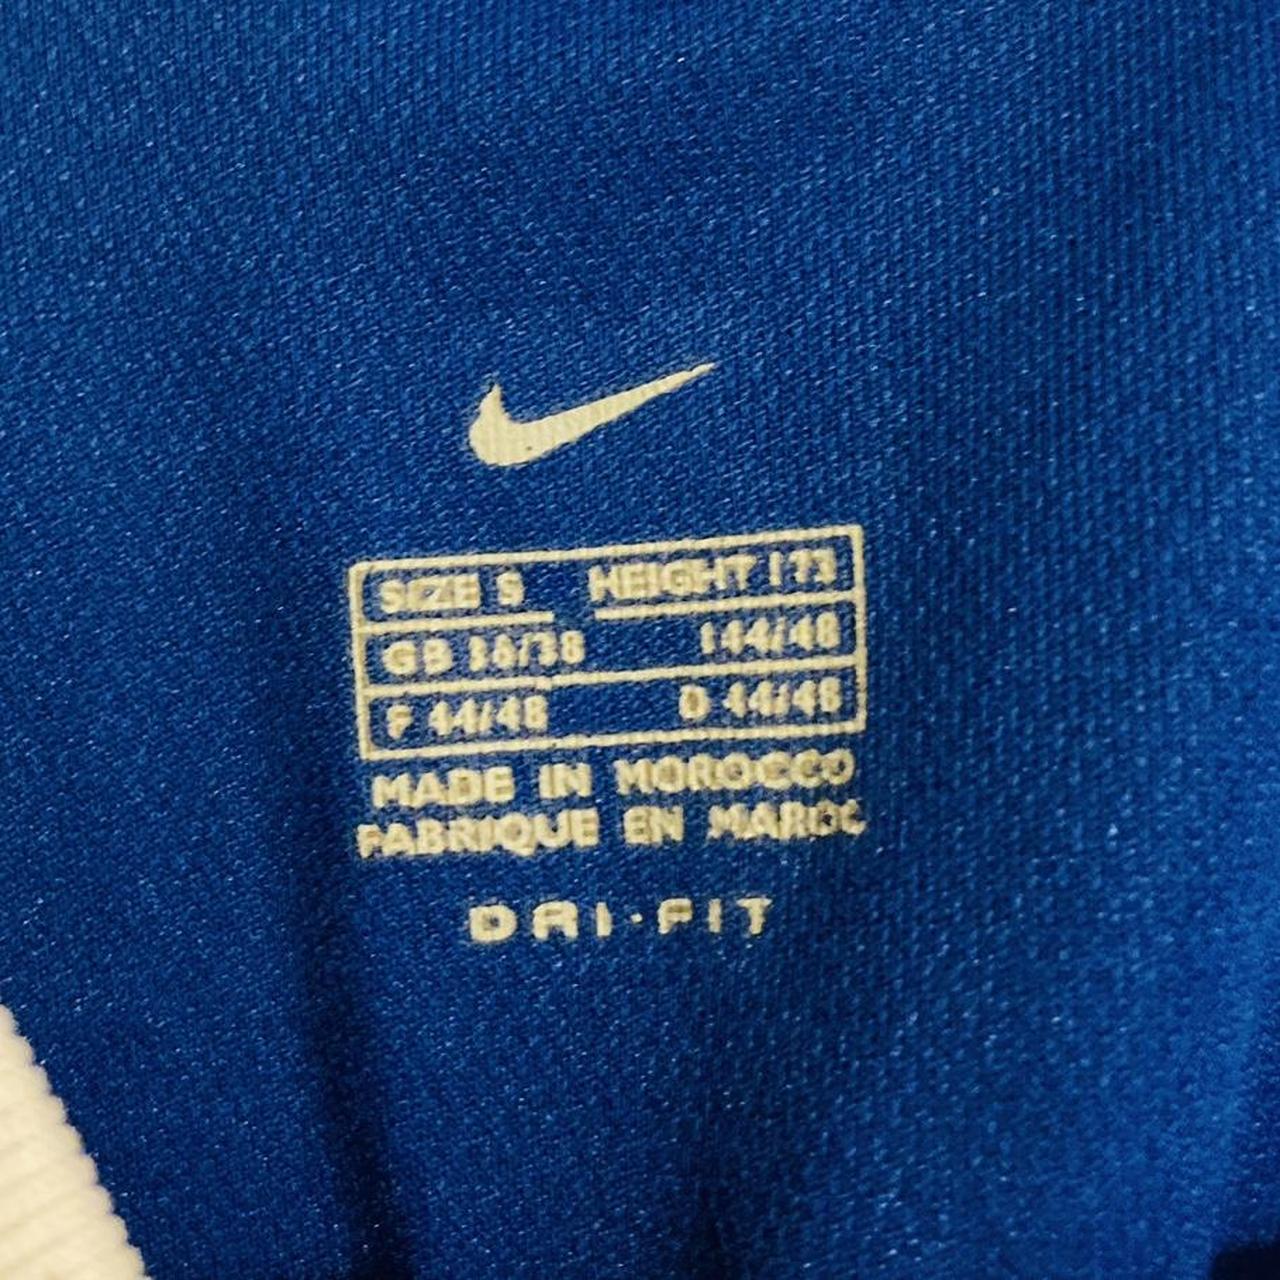 SIZE S HEIGHT 173
GB 36/38 I 44/48
F 44/48 D 44/48
MADE IN MOROCCO
FABRIQUE EN MAROC
DRI·FIT